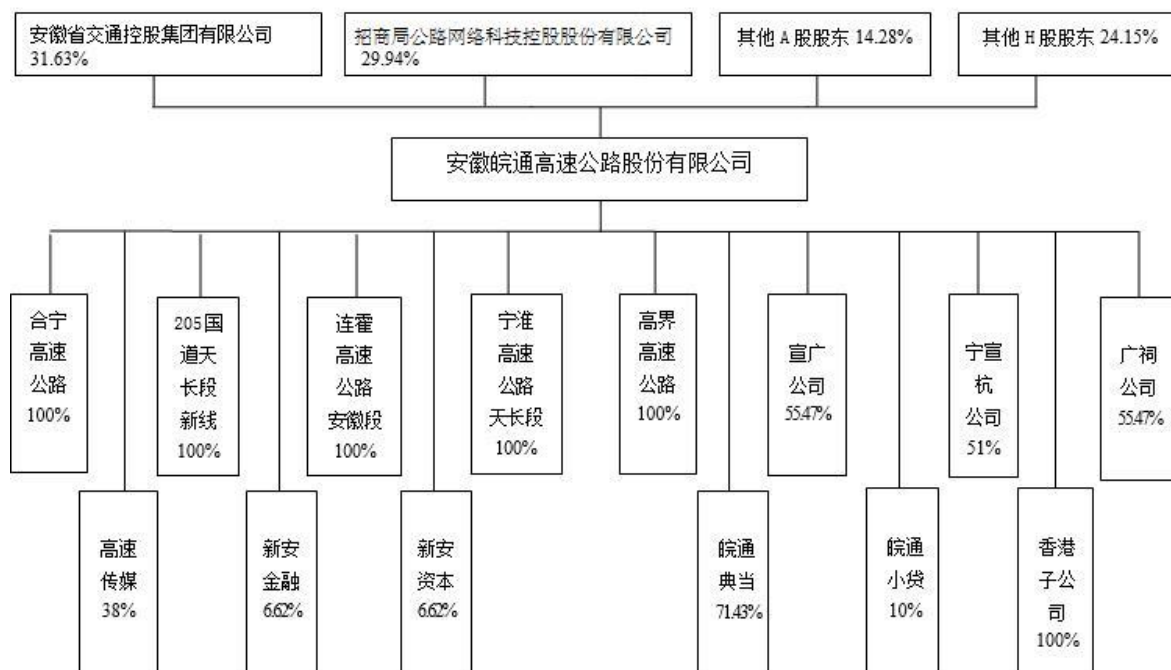 安徽省交通控股集团有限公司
31.63%
招商局公路网络科技控股股份有限公司
29.94%
其他 A 股股东 14.28%
其他 H 股股东 24.15%
安徽皖通高速公路股份有限公司
合宁
高速
公路
100%
205 国
道天
长段
新线
100%
连霍
高速
公路
安徽段
100%
宁淮
高速
公路
天长段
100%
高界
高速
公路
100%
宣广
公司
55.47%
宁宣
杭
公司
51%
广祠
公司
55.47%
高速
传媒
38%
新安
金融
6.62%
新安
资本
6.62%
皖通
典当
71.43%
皖通
小贷
10%
香港
子公
司
100%